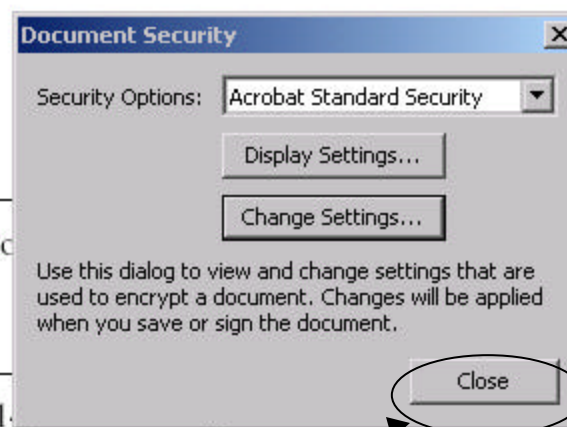 Document Security
Security Options: Acrobat Standard Security
Display Settings...
Change Settings...
Use this dialog to view and change settings that are
used to encrypt a document. Changes will be applied
when you save or sign the document.
Close